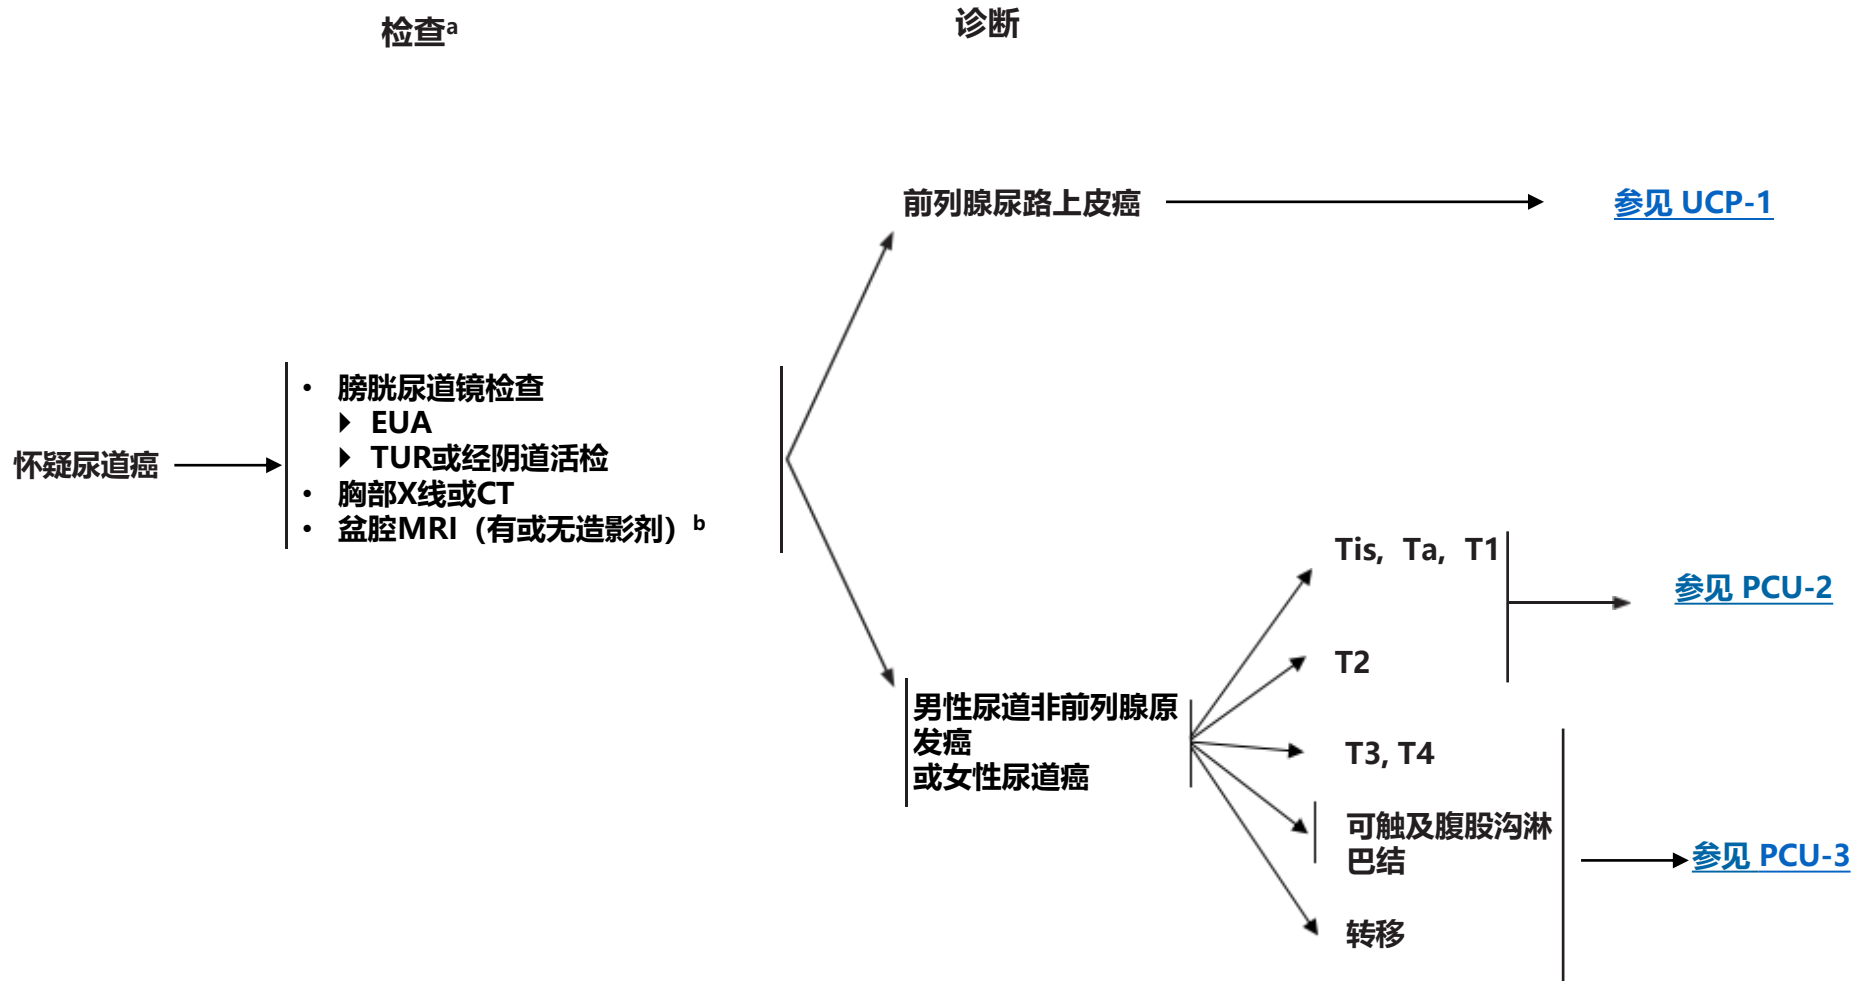 检查a
诊断
前列腺尿路上皮癌
参见 UCP-1
怀疑尿道癌
• 膀胱尿道镜检查
EUA
TUR或经阴道活检
• 胸部X线或CT
• 盆腔MRI（有或无造影剂）b
男性尿道非前列腺原
发癌
或女性尿道癌
Tis, Ta, T1
T2
参见 PCU-2
T3, T4
可触及腹股沟淋
巴结
转移
参见 PCU-3